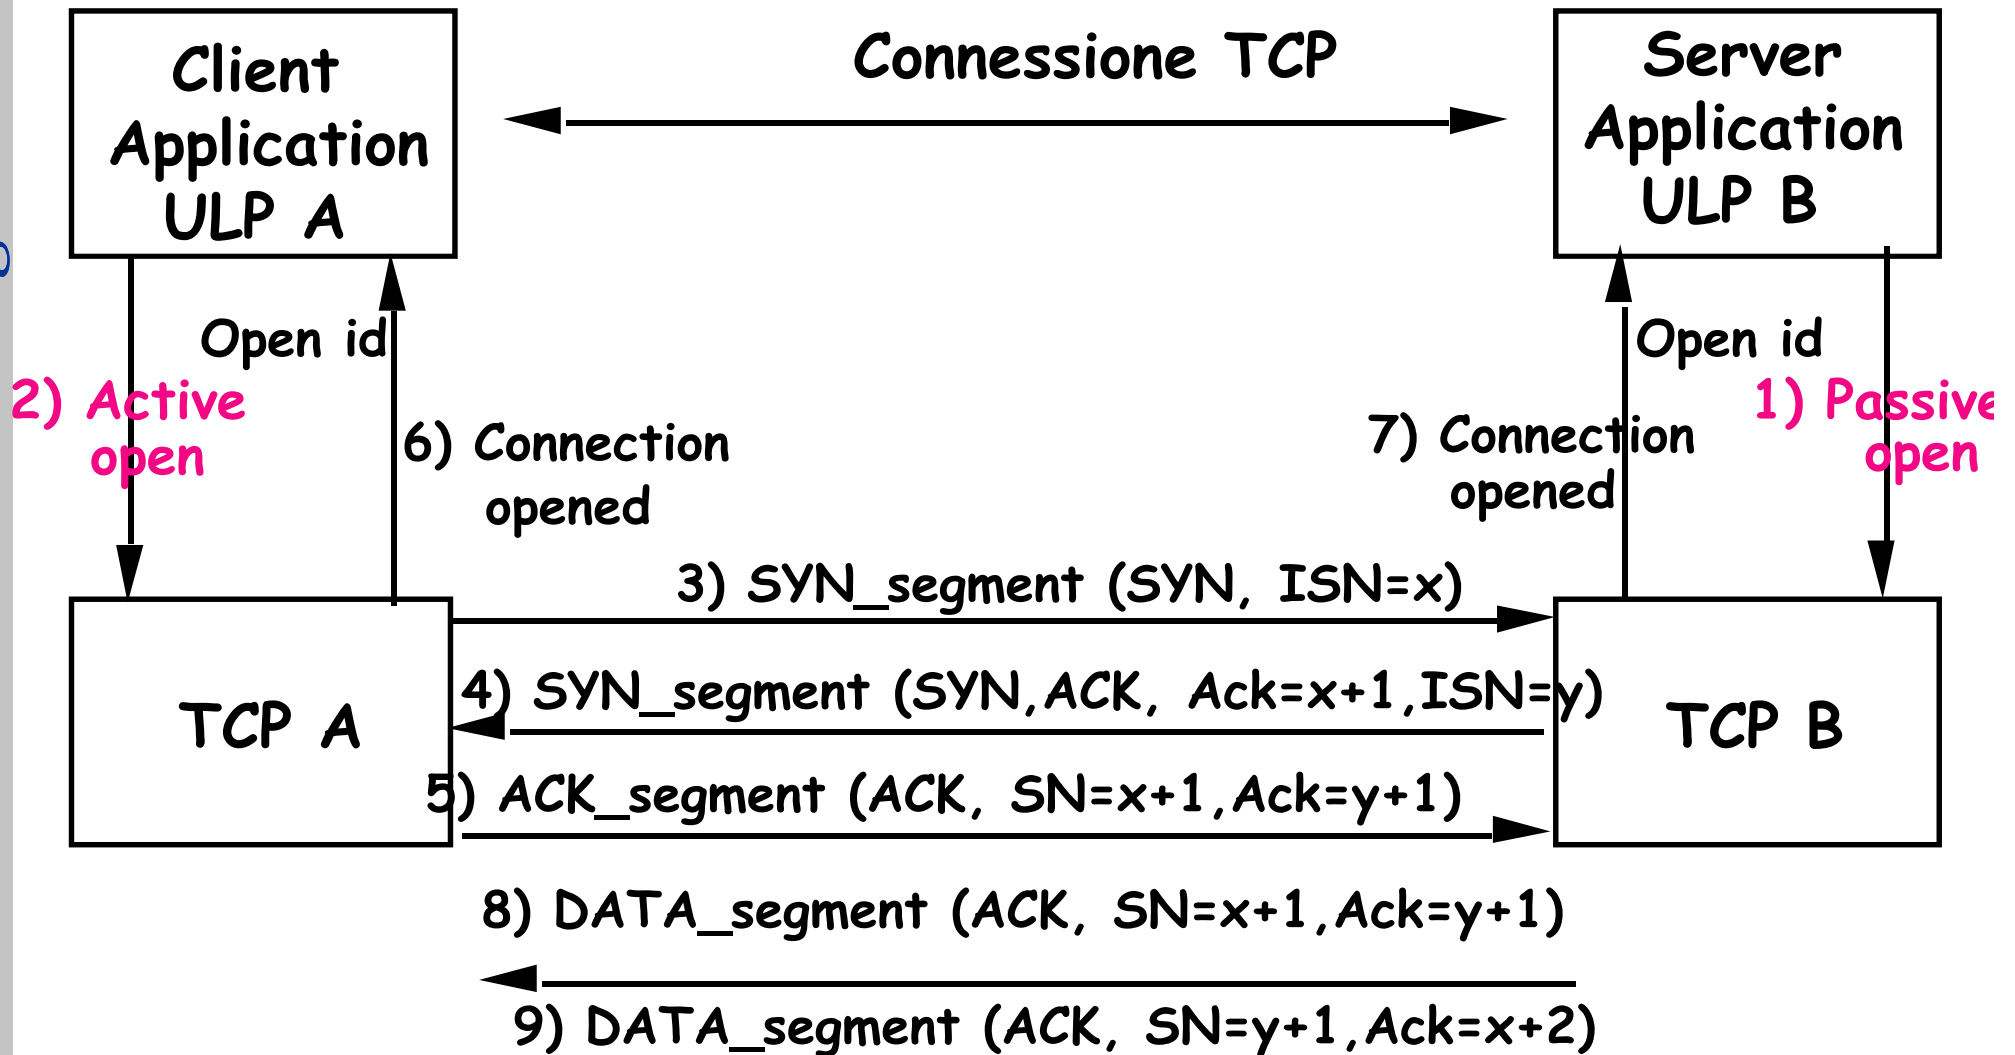 Client
Application
ULP A
Connessione TCP
Server
Application
ULP B
Open id
2) Active
open
6) Connection
opened
Open id
1) Passive
open
7) Connection
opened
3) SYN_segment (SYN, ISN=x)
4) SYN_segment (SYN,ACK, Ack=x+1,ISN=y)
TCP A
TCP B
5) ACK_segment (ACK, SN=x+1,Ack=y+1)
8) DATA_segment (ACK, SN=x+1,Ack=y+1)
9) DATA_segment (ACK, SN=y+1,Ack=x+2)